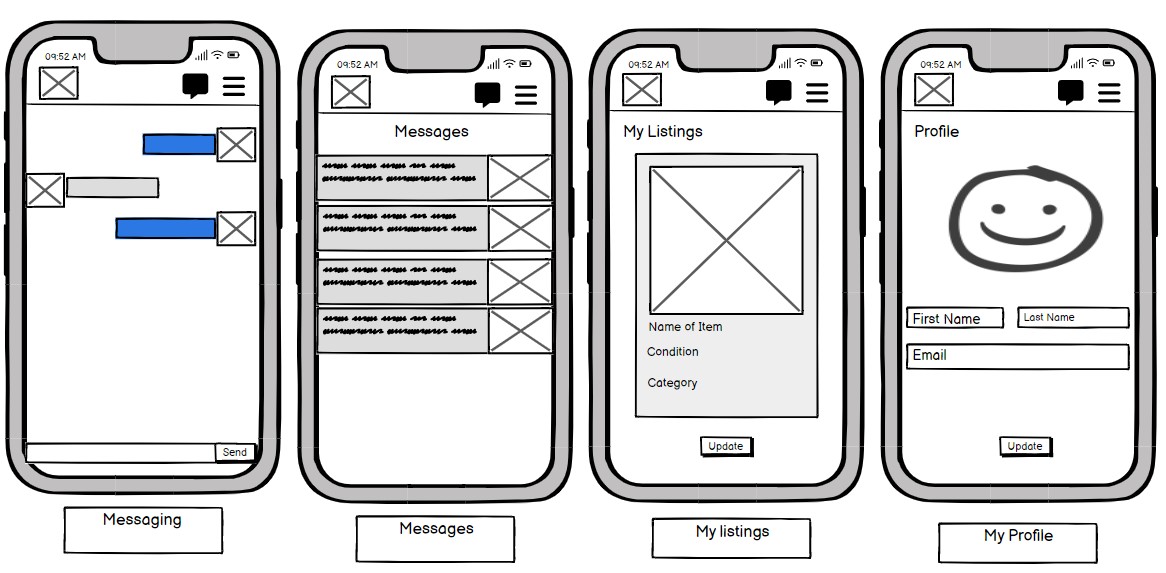 09:52 AM
Send
Messaging
09:52 AM
Messages
Messages
09:52 AM
My Listings
Name of Item
Condition
Category
Update
My listings
09:52 AM
Profile
First Name
Last Name
Email
Update
My Profile